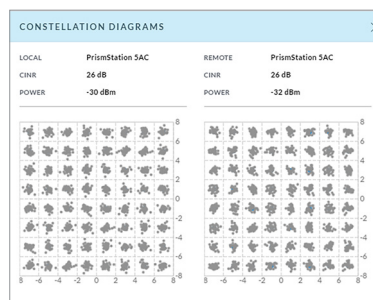 CONSTELLATION DIAGRAMS
LOCAL PrismStation 5AC REMOTE PrismStation 5AC
CINR 26 dB CINR 26 dB
POWER -30 dBm POWER -32 dBm
8 8
6 6
4 4
2 2
0 0
-2 -2
-4 -4
-6 -6
8 -6 -4 -2 0 2 4 6 -8 8 -6 -4 -2 0 2 4 6 -8